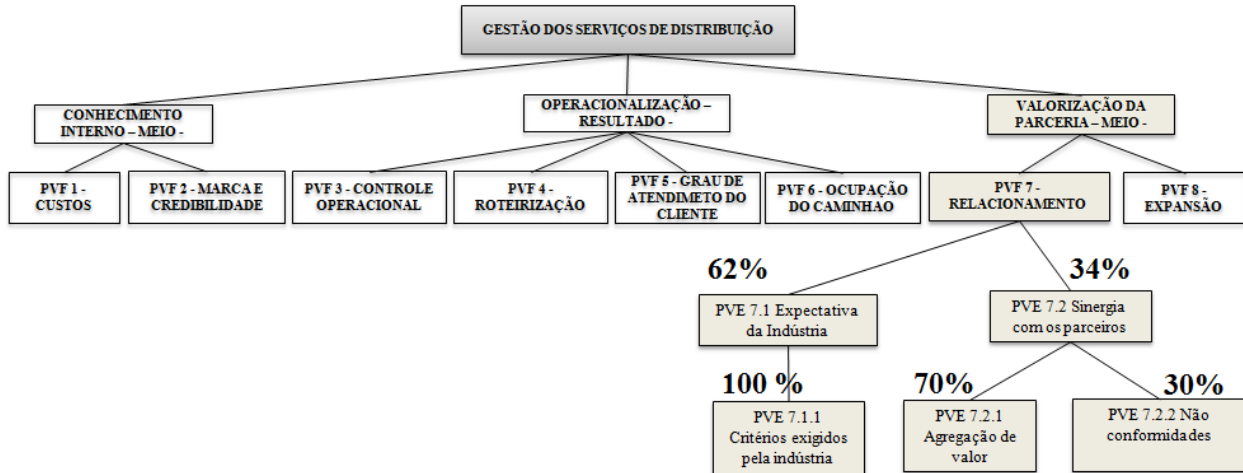 GESTÃO DOS SERVIÇOS DE DISTRIBUIÇÃO
CONHECIMENTO
INTERNO – MEIO -
OPERACIONALIZAÇÃO –
RESULTADO -
VALORIZAÇÃO DA
PARCERIA – MEIO -
PVF 1 -
CUSTOS
PVF 2 - MARCA E
CREDIBILIDADE
PVF 3 - CONTROLE
OPERACIONAL
PVF 4 -
ROTEIRIZAÇÃO
PVF 5 - GRAU DE
ATENDIMETO DO
CLIENTE
PVF 6 - OCUPAÇÃO
DO CAMINHAO
PVF 7 -
RELACIONAMENTO
PVF 8 -
EXPANSÃO
62%
34%
PVE 7.1 Expectativa
da Indústria
PVE 7.2 Sinergia
com os parceiros
100 %
70%
30%
PVE 7.1.1
Critérios exigidos
pela indústria
PVE 7.2.1
Agregação de
valor
PVE 7.2.2 Não
conformidades